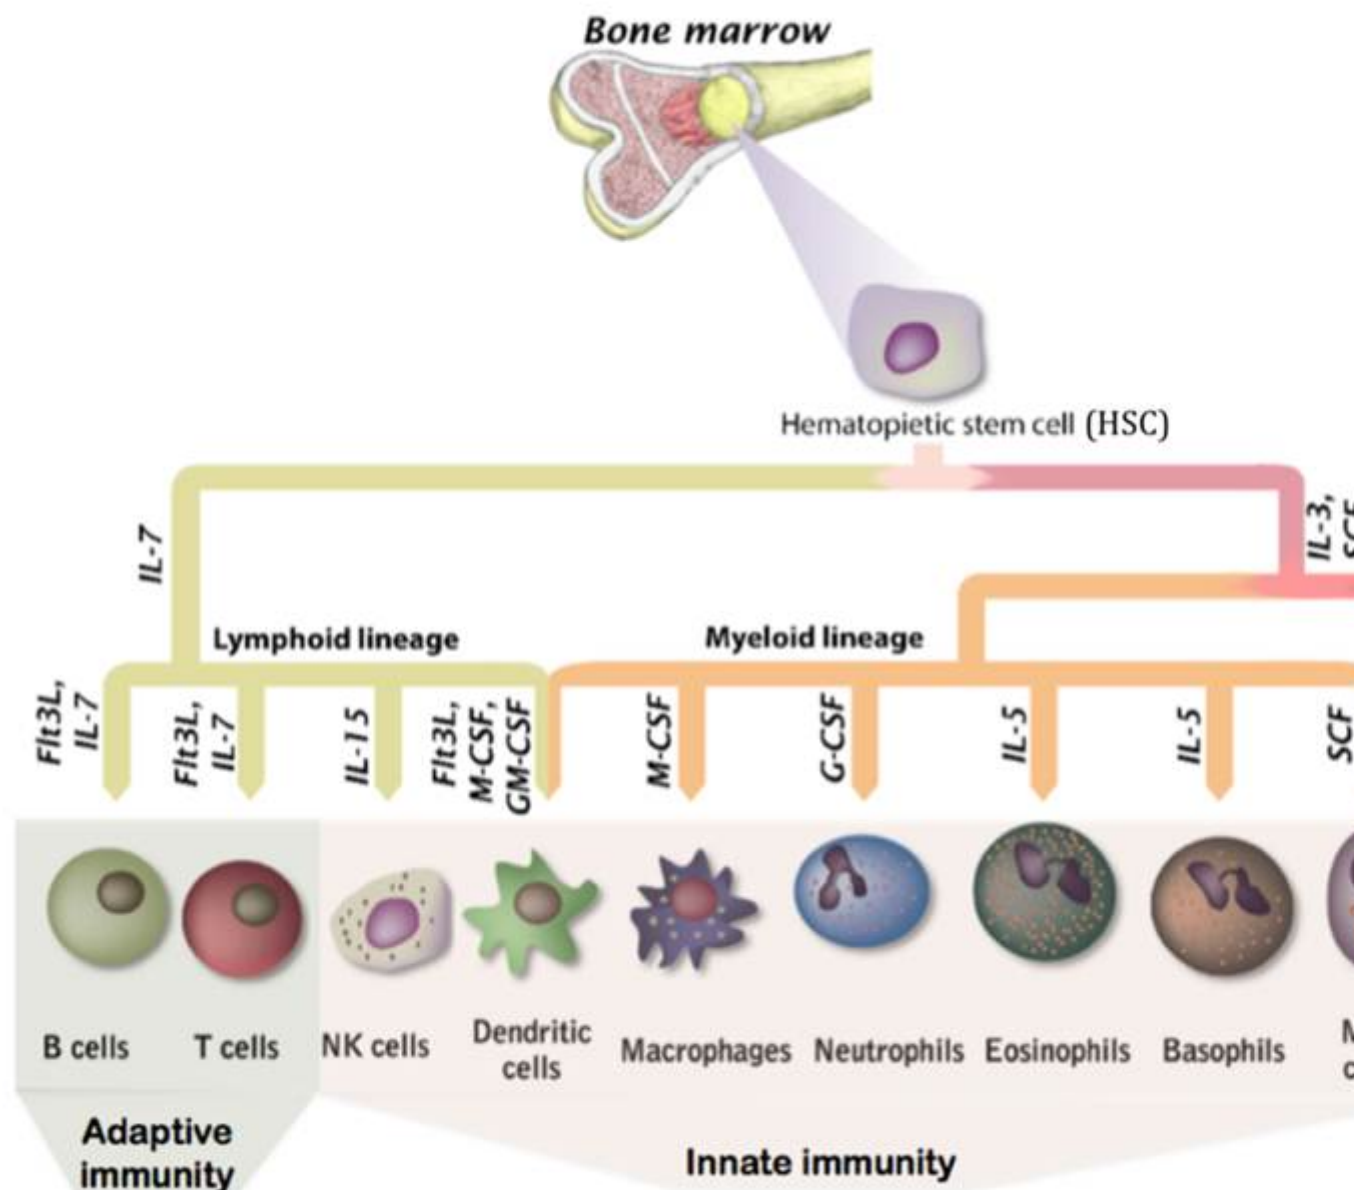 Bone marrow
Hematopietic stem cell (HSC)
IL-7
IL-3,
Lymphoid lineage
Myeloid lineage
Flt3L,
IL-7
Flt3L,
IL-7
IL-15
Flt3L,
M-CSF,
GM-CSF
M-CSF
G-CSF
IL-5
IL-5
SCF
B cells
T cells
NK cells
Dendritic
cells
Macrophages
Neutrophils
Eosinophils
Basophils
Adaptive
immunity
Innate immunity